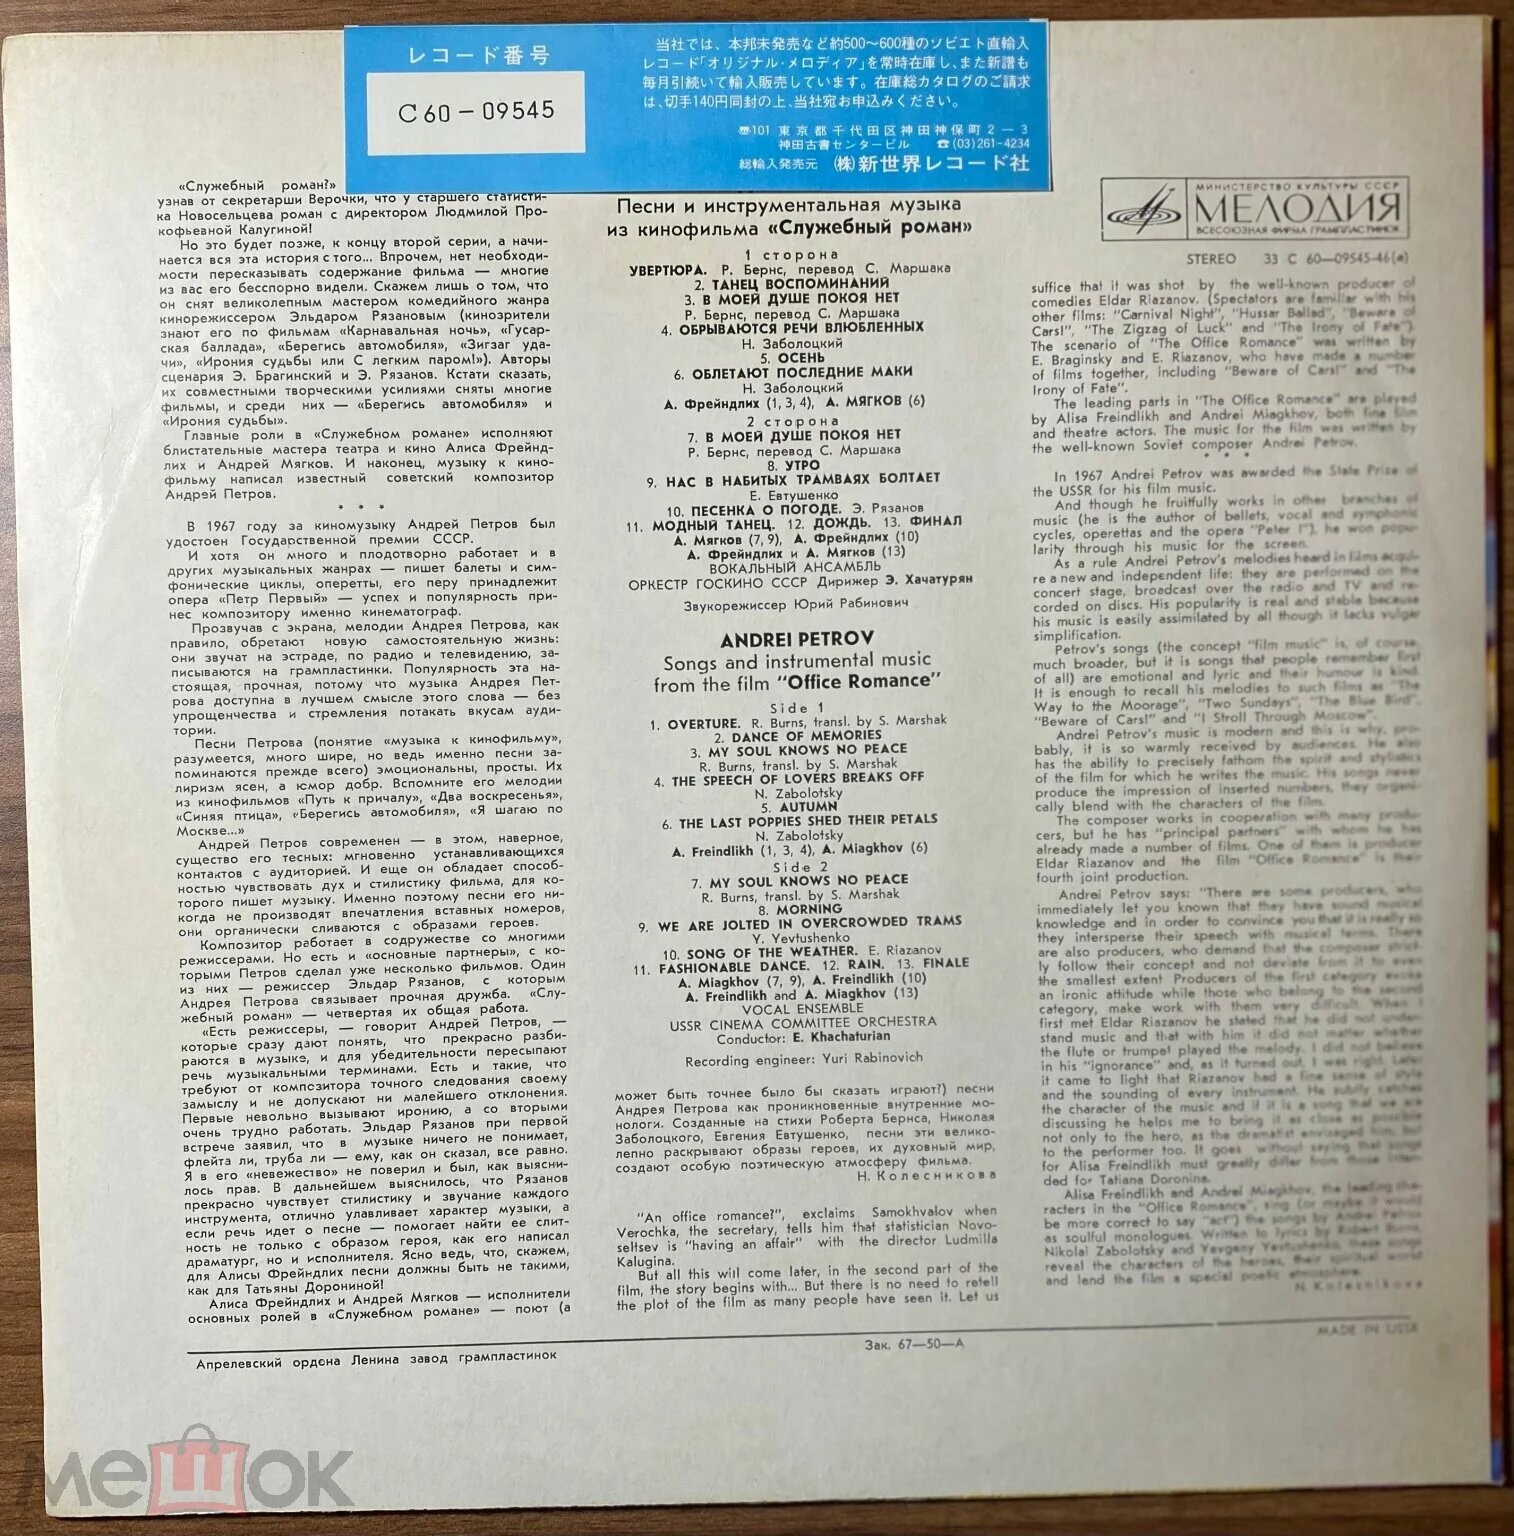 レコード番号
C 60 – 09545
当社では、本邦未発売など約500〜600種のソビエト直輸入
レコード「オリジナル・メロディア」を常時在庫し、また新譜も
毎月引続いて輸入販売しています。在庫総カタログのご請求
は、切手140円同封の上、当社宛お申込みください。
〠101 東京都千代田区神田神保町2－3
神田古書センタービル ☎(03)261-4234
総輸入発売元 (株)新世界レコード社
«Служебный роман?»
узнав от секретарши Верочки, что у старшего статисти-
ка Новосельцева роман с директором Людмилой Про-
кофьевной Калугиной!
Но это будет позже, к концу второй серии, а начи-
нается вся эта история с того... Впрочем, нет необходи-
мости пересказывать содержание фильма — многие
из вас его бесспорно видели. Скажем лишь о том, что
он снят великолепным мастером комедийного жанра
кинорежиссером Эльдаром Рязановым (кинозрители
знают его по фильмам «Карнавальная ночь», «Гусар-
ская баллада», «Берегись автомобиля», «Зигзаг уда-
чи», «Ирония судьбы или С легким паром!»). Авторы
сценария Э. Брагинский и Э. Рязанов. Кстати сказать,
их совместными творческими усилиями сняты многие
фильмы, и среди них — «Берегись автомобиля» и
«Ирония судьбы».
Главные роли в «Служебном романе» исполняют
блистательные мастера театра и кино Алиса Фрейнд-
лих и Андрей Мягков. И наконец, музыку к кино-
фильму написал известный советский композитор
Андрей Петров.
* * *
В 1967 году за киномузыку Андрей Петров был
удостоен Государственной премии СССР.
И хотя он много и плодотворно работает и в
других музыкальных жанрах — пишет балеты и сим-
фонические циклы, оперетты, его перу принадлежит
опера «Петр Первый» — успех и популярность при-
нес композитору именно кинематограф.
Прозвучав с экрана, мелодии Андрея Петрова, как
правило, обретают новую самостоятельную жизнь:
они звучат на эстраде, по радио и телевидению, за-
писываются на грампластинки. Популярность эта на-
стоящая, прочная, потому что музыка Андрея Пет-
рова доступна в лучшем смысле этого слова — без
упрощенчества и стремления потакать вкусам ауди-
тории.
Песни Петрова (понятие «музыка к кинофильму»,
разумеется, много шире, но ведь именно песни за-
поминаются прежде всего) эмоциональны, просты. Их
лиризм ясен, а юмор добр. Вспомните его мелодии
из кинофильмов «Путь к причалу», «Два воскресенья»,
«Синяя птица», «Берегись автомобиля», «Я шагаю по
Москве...»
Андрей Петров современен — в этом, наверное,
существо его тесных: мгновенно устанавливающихся
контактов с аудиторией. И еще он обладает способ-
ностью чувствовать дух и стилистику фильма, для ко-
торого пишет музыку. Именно поэтому песни его ни-
когда не производят впечатления вставных номеров,
они органически сливаются с образами героев.
Композитор работает в содружестве со многими
режиссерами. Но есть и «основные партнеры», с ко-
торыми Петров сделал уже несколько фильмов. Один
из них — режиссер Эльдар Рязанов, с которым
Андрея Петрова связывает прочная дружба. «Слу-
жебный роман» — четвертая их общая работа.
«Есть режиссеры, — говорит Андрей Петров, —
которые сразу дают понять, что прекрасно разби-
раются в музыке, и для убедительности пересыпают
речь музыкальными терминами. Есть и такие, что
требуют от композитора точного следования своему
замыслу и не допускают ни малейшего отклонения.
Первые невольно вызывают иронию, а со вторыми
очень трудно работать. Эльдар Рязанов при первой
встрече заявил, что в музыке ничего не понимает,
флейта ли, труба ли — ему, как он сказал, все равно.
Я в его «невежество» не поверил и был, как выясни-
лось прав. В дальнейшем выяснилось, что Рязанов
прекрасно чувствует стилистику и звучание каждого
инструмента, отлично улавливает характер музыки, а
если речь идет о песне — помогает найти ее слит-
ность не только с образом героя, как его написал
драматург, но и исполнителя. Ясно ведь, что, скажем,
для Алисы Фрейндлих песни должны быть не такими,
как для Татьяны Дорониной!
Алиса Фрейндлих и Андрей Мягков — исполнители
основных ролей в «Служебном романе» — поют (а
Песни и инструментальная музыка
из кинофильма «Служебный роман»
1 сторона
УВЕРТЮРА. Р. Бернс, перевод С. Маршака
2. ТАНЕЦ ВОСПОМИНАНИЙ
3. В МОЕЙ ДУШЕ ПОКОЯ НЕТ
Р. Бернс, перевод С. Маршака
4. ОБРЫВАЮТСЯ РЕЧИ ВЛЮБЛЕННЫХ
Н. Заболоцкий
5. ОСЕНЬ
6. ОБЛЕТАЮТ ПОСЛЕДНИЕ МАКИ
Н. Заболоцкий
А. Фрейндлих (1, 3, 4), А. МЯГКОВ (6)
2 сторона
7. В МОЕЙ ДУШЕ ПОКОЯ НЕТ
Р. Бернс, перевод С. Маршака
8. УТРО
9. НАС В НАБИТЫХ ТРАМВАЯХ БОЛТАЕТ
Е. Евтушенко
10. ПЕСЕНКА О ПОГОДЕ. Э. Рязанов
11. МОДНЫЙ ТАНЕЦ. 12. ДОЖДЬ. 13. ФИНАЛ
А. Мягков (7, 9), А. Фрейндлих (10)
А. Фрейндлих и А. Мягков (13)
ВОКАЛЬНЫЙ АНСАМБЛЬ
ОРКЕСТР ГОСКИНО СССР Дирижер Э. Хачатурян
Звукорежиссер Юрий Рабинович
ANDREI PETROV
Songs and instrumental music
from the film "Office Romance"
Side 1
1. OVERTURE. R. Burns, transl. by S. Marshak
2. DANCE OF MEMORIES
3. MY SOUL KNOWS NO PEACE
R. Burns, transl. by S. Marshak
4. THE SPEECH OF LOVERS BREAKS OFF
N. Zabolotsky
5. AUTUMN
6. THE LAST POPPIES SHED THEIR PETALS
N. Zabolotsky
A. Freindlikh (1, 3, 4), A. Miagkhov (6)
Side 2
7. MY SOUL KNOWS NO PEACE
R. Burns, transl. by S. Marshak
8. MORNING
9. WE ARE JOLTED IN OVERCROWDED TRAMS
Y. Yevtushenko
10. SONG OF THE WEATHER. E. Riazanov
11. FASHIONABLE DANCE. 12. RAIN. 13. FINALE
A. Miagkhov (7, 9), A. Freindlikh (10)
A. Freindlikh and A. Miagkhov (13)
VOCAL ENSEMBLE
USSR CINEMA COMMITTEE ORCHESTRA
Conductor: E. Khachaturian
Recording engineer: Yuri Rabinovich
может быть точнее было бы сказать играют?) песни
Андрея Петрова как проникновенные внутренние мо-
нологи. Созданные на стихи Роберта Бернса, Николая
Заболоцкого, Евгения Евтушенко, песни эти велико-
лепно раскрывают образы героев, их духовный мир,
создают особую поэтическую атмосферу фильма.
Н. Колесникова
"An office romance?", exclaims Samokhvalov when
Verochka, the secretary, tells him that statistician Novo-
seltsev is "having an affair" with the director Ludmilla
Kalugina.
But all this will come later, in the second part of the
film, the story begins with... But there is no need to retell
the plot of the film as many people have seen it. Let us
МИНИСТЕРСТВО КУЛЬТУРЫ СССР
МЕЛОДИЯ
ВСЕСОЮЗНАЯ ФИРМА ГРАМПЛАСТИНОК
STEREO 33 С 60—09545-46(а)
suffice that it was shot by the well-known producer of
comedies Eldar Riazanov. (Spectators are familiar with his
other films: "Carnival Night", "Hussar Ballad", "Beware of
Cars!", "The Zigzag of Luck" and "The Irony of Fate").
The scenario of "The Office Romance" was written by
E. Braginsky and E. Riazanov, who have made a number
of films together, including "Beware of Cars!" and "The
Irony of Fate".
The leading parts in "The Office Romance" are played
by Alisa Freindlikh and Andrei Miagkhov, both fine film
and theatre actors. The music for the film was written by
the well-known Soviet composer Andrei Petrov.
* * *
In 1967 Andrei Petrov was awarded the State Prize of
the USSR for his film music.
And though he fruitfully works in other branches of
music (he is the author of ballets, vocal and symphonic
cycles, operettas and the opera "Peter I"), he won popu-
larity through his music for the screen.
As a rule Andrei Petrov's melodies heard in films acqui-
re a new and independent life: they are performed on the
concert stage, broadcast over the radio and TV and re-
corded on discs. His popularity is real and stable because
his music is easily assimilated by all though it lacks vulgar
simplification.
Petrov's songs (the concept "film music" is, of course,
much broader, but it is songs that people remember first
of all) are emotional and lyric and their humour is kind.
It is enough to recall his melodies to such films as "The
Way to the Moorage", "Two Sundays", "The Blue Bird",
"Beware of Cars!" and "I Stroll Through Moscow".
Andrei Petrov's music is modern and this is why, pro-
bably, it is so warmly received by audiences. He also
has the ability to precisely fathom the spirit and stylistics
of the film for which he writes the music. His songs never
produce the impression of inserted numbers, they organi-
cally blend with the characters of the film.
The composer works in cooperation with many produ-
cers, but he has "principal partners" with whom he has
already made a number of films. One of them is producer
Eldar Riazanov and the film "Office Romance" is their
fourth joint production.
Andrei Petrov says: "There are some producers, who
immediately let you known that they have sound musical
knowledge and in order to convince you that it is really so
they intersperse their speech with musical terms. There
are also producers, who demand that the composer strict-
ly follow their concept and not deviate from it to even
the smallest extent Producers of the first category evoke
an ironic attitude while those who belong to the second
category, make work with them very difficult. When I
first met Eldar Riazanov he stated that he did not under-
stand music and that with him it did not matter whether
the flute or trumpet played the melody. I did not believe
in his "ignorance" and, as it turned out, I was right. Later
it came to light that Riazanov had a fine sense of style
and the sounding of every instrument. He subtly catches
the character of the music and if it is a song that we are
discussing he helps me to bring it as close as possible
not only to the hero, as the dramatist envisaged him, but
to the performer too. It goes without saying that songs
for Alisa Freindlikh must greatly differ from those inten-
ded for Tatiana Doronina.
Alisa Freindlikh and Andrei Miagkhov, the leading cha-
racters in the "Office Romance", sing (or maybe it would
be more correct to say "act") the songs by Andrei Petrov
as soulful monologues. Written to lyrics by Robert Burns,
Nikolai Zabolotsky and Yevgeny Yevtushenko, these songs
reveal the characters of the heroes, their spiritual world
and lend the film a special poetic atmosphere.
N. Kolesnikova
Апрелевский ордена Ленина завод грампластинок
Зак. 67—50—А
MADE IN USSR
мешок